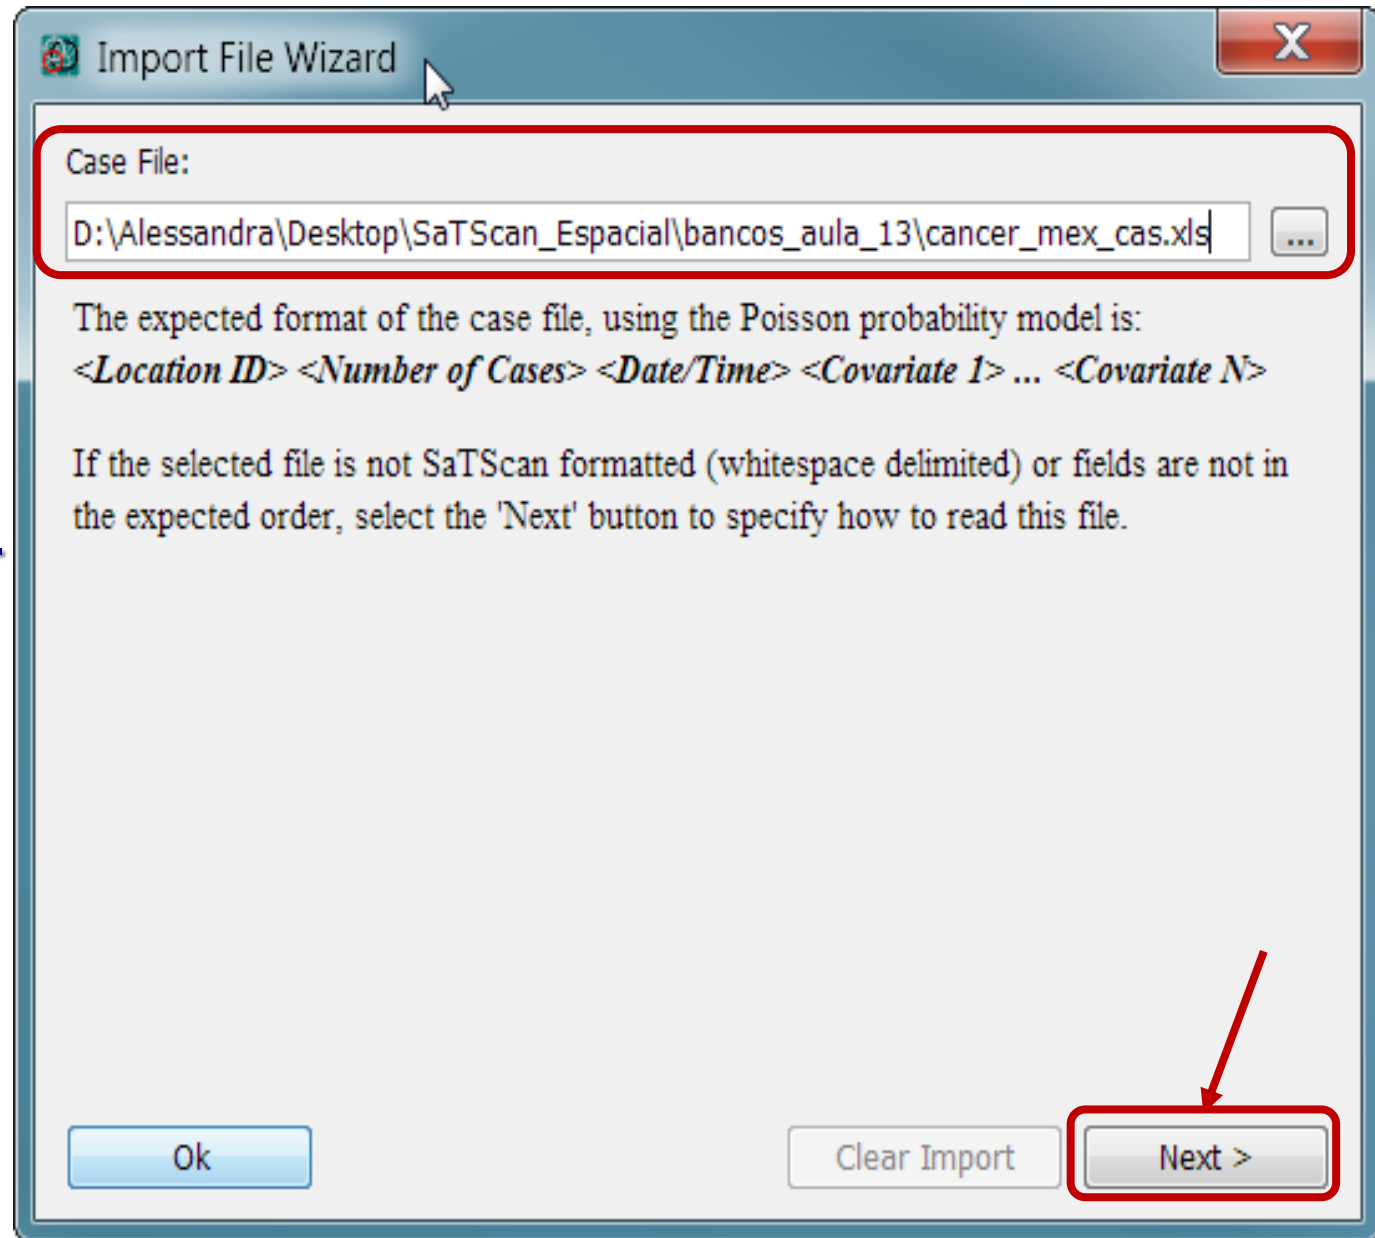 Import File Wizard
X
Case File:
D:\Alessandra\Desktop\SaTScan_Espacial\bancos_aula_13\cancer_mex_cas.xls
...
The expected format of the case file, using the Poisson probability model is:
<Location ID> <Number of Cases> <Date/Time> <Covariate 1> ... <Covariate N>
If the selected file is not SaTScan formatted (whitespace delimited) or fields are not in
the expected order, select the 'Next' button to specify how to read this file.
Ok
Clear Import
Next >